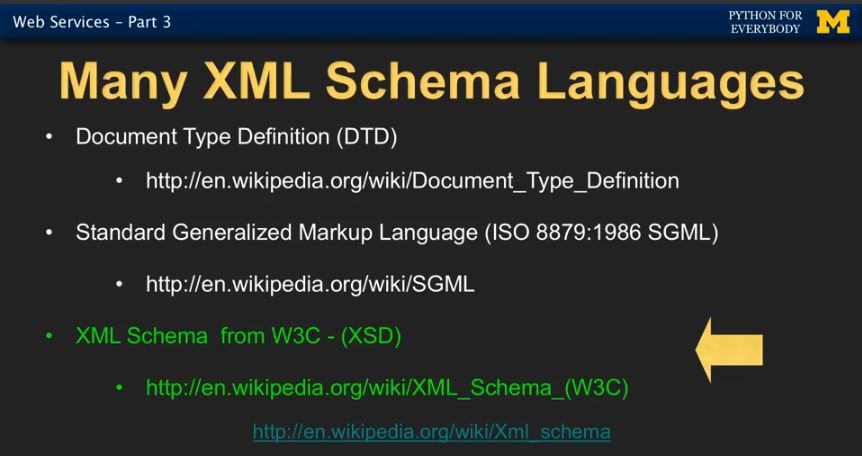 Web Services – Part 3
PYTHON FOR
EVERYBODY
M
Many XML Schema Languages
• Document Type Definition (DTD)
• http://en.wikipedia.org/wiki/Document_Type_Definition
• Standard Generalized Markup Language (ISO 8879:1986 SGML)
• http://en.wikipedia.org/wiki/SGML
• XML Schema from W3C - (XSD)
• http://en.wikipedia.org/wiki/XML_Schema_(W3C)
http://en.wikipedia.org/wiki/Xml_schema